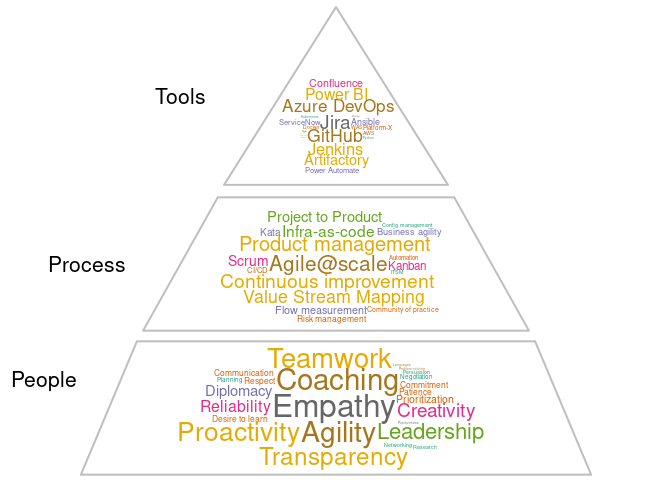 Tools
Confluence
Power BI
Azure DevOps
ServiceNow Jira Ansible
Platform-X
GitHub AWS
Jenkins
Artifactory
Power Automate
Process
Project to Product
Config management
Kata Infra-as-code Business agility
Product management
Scrum Agile@scale Automation
Kanban
CI/CD ITSM
Continuous improvement
Value Stream Mapping
Flow measurement Community of practice
Risk management
People
Teamwork
Communication Persuasion
Planning Respect Coaching Negotiation
Commitment
Diplomacy Patience
Prioritization
Reliability Empathy Creativity
Desire to learn
Proactivity Agility Leadership
Networking Research
Transparency